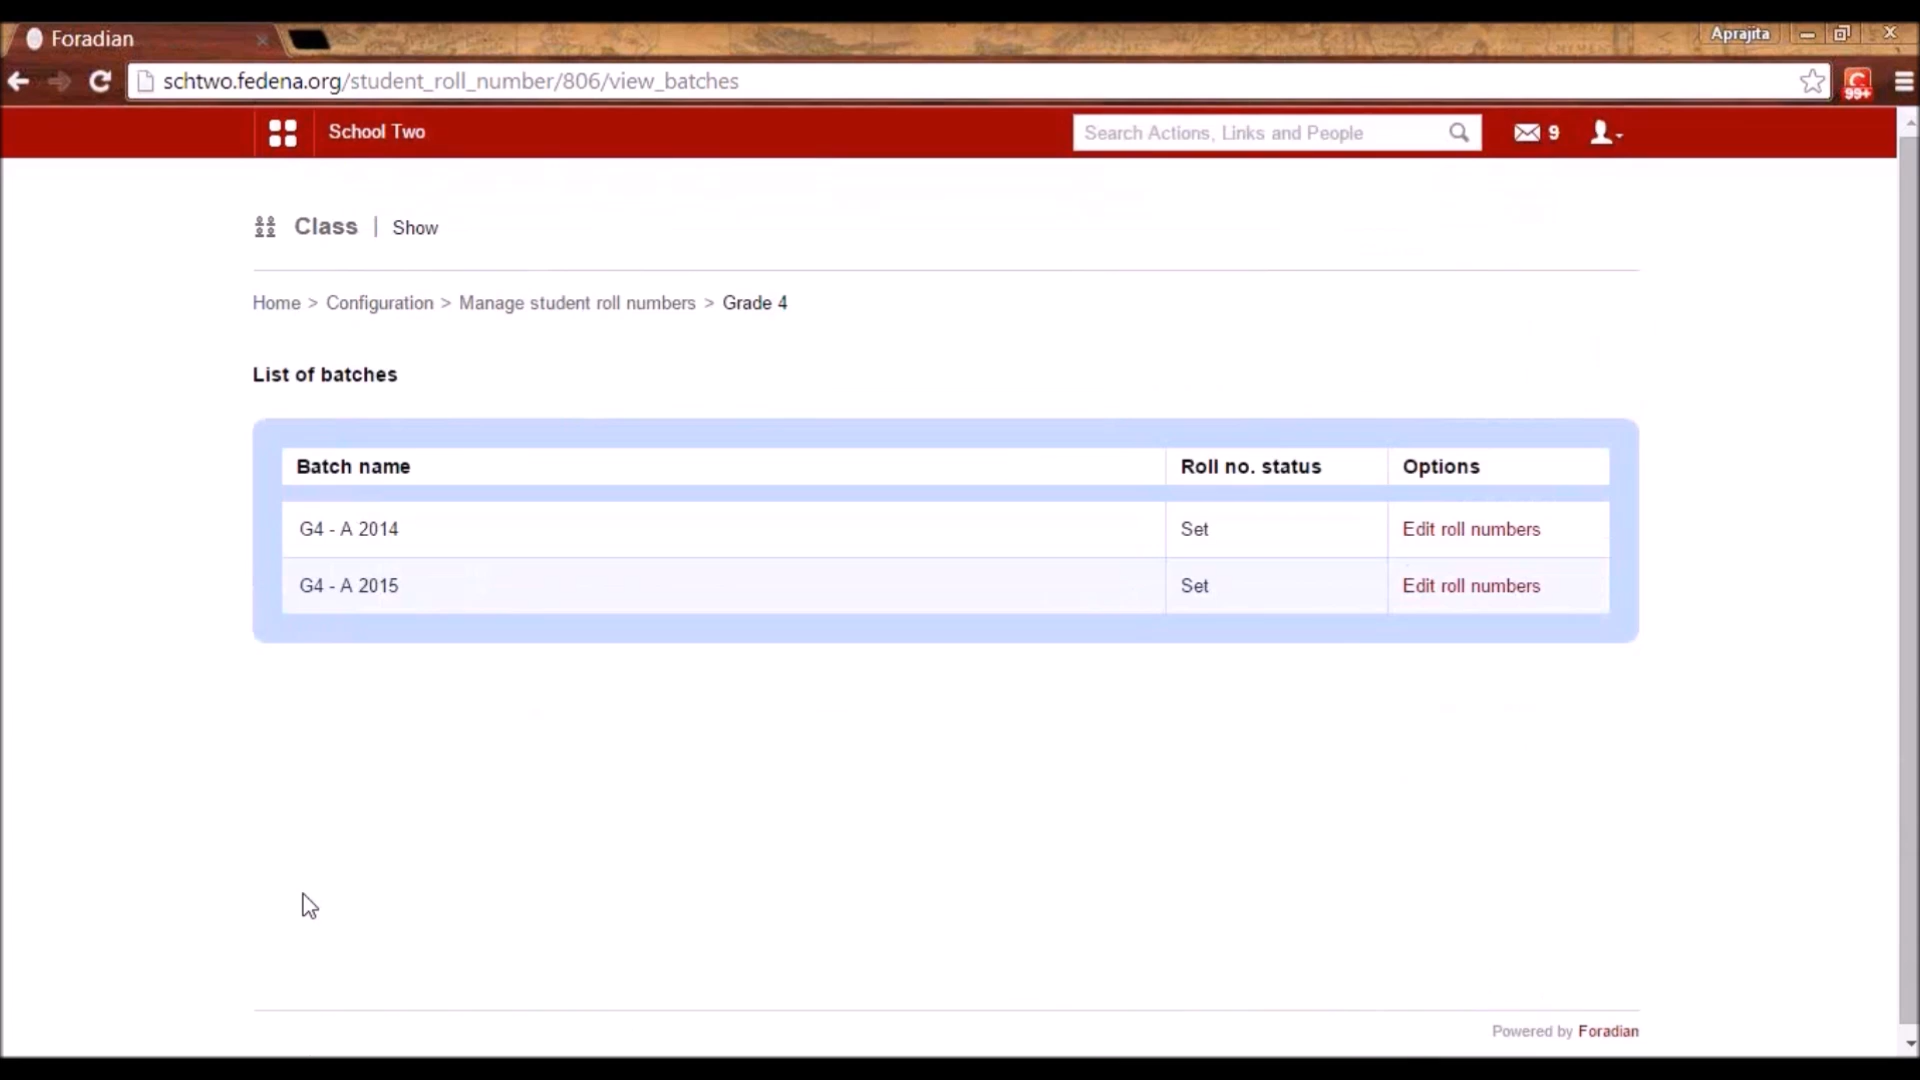 Foradian
Aprajita
schtwo.fedena.org/student_roll_number/806/view_batches
99+
School Two
Search Actions, Links and People
9
Class | Show
Home > Configuration > Manage student roll numbers > Grade 4
List of batches
Batch name Roll no. status Options
G4 - A 2014 Set Edit roll numbers
G4 - A 2015 Set Edit roll numbers
Powered by Foradian